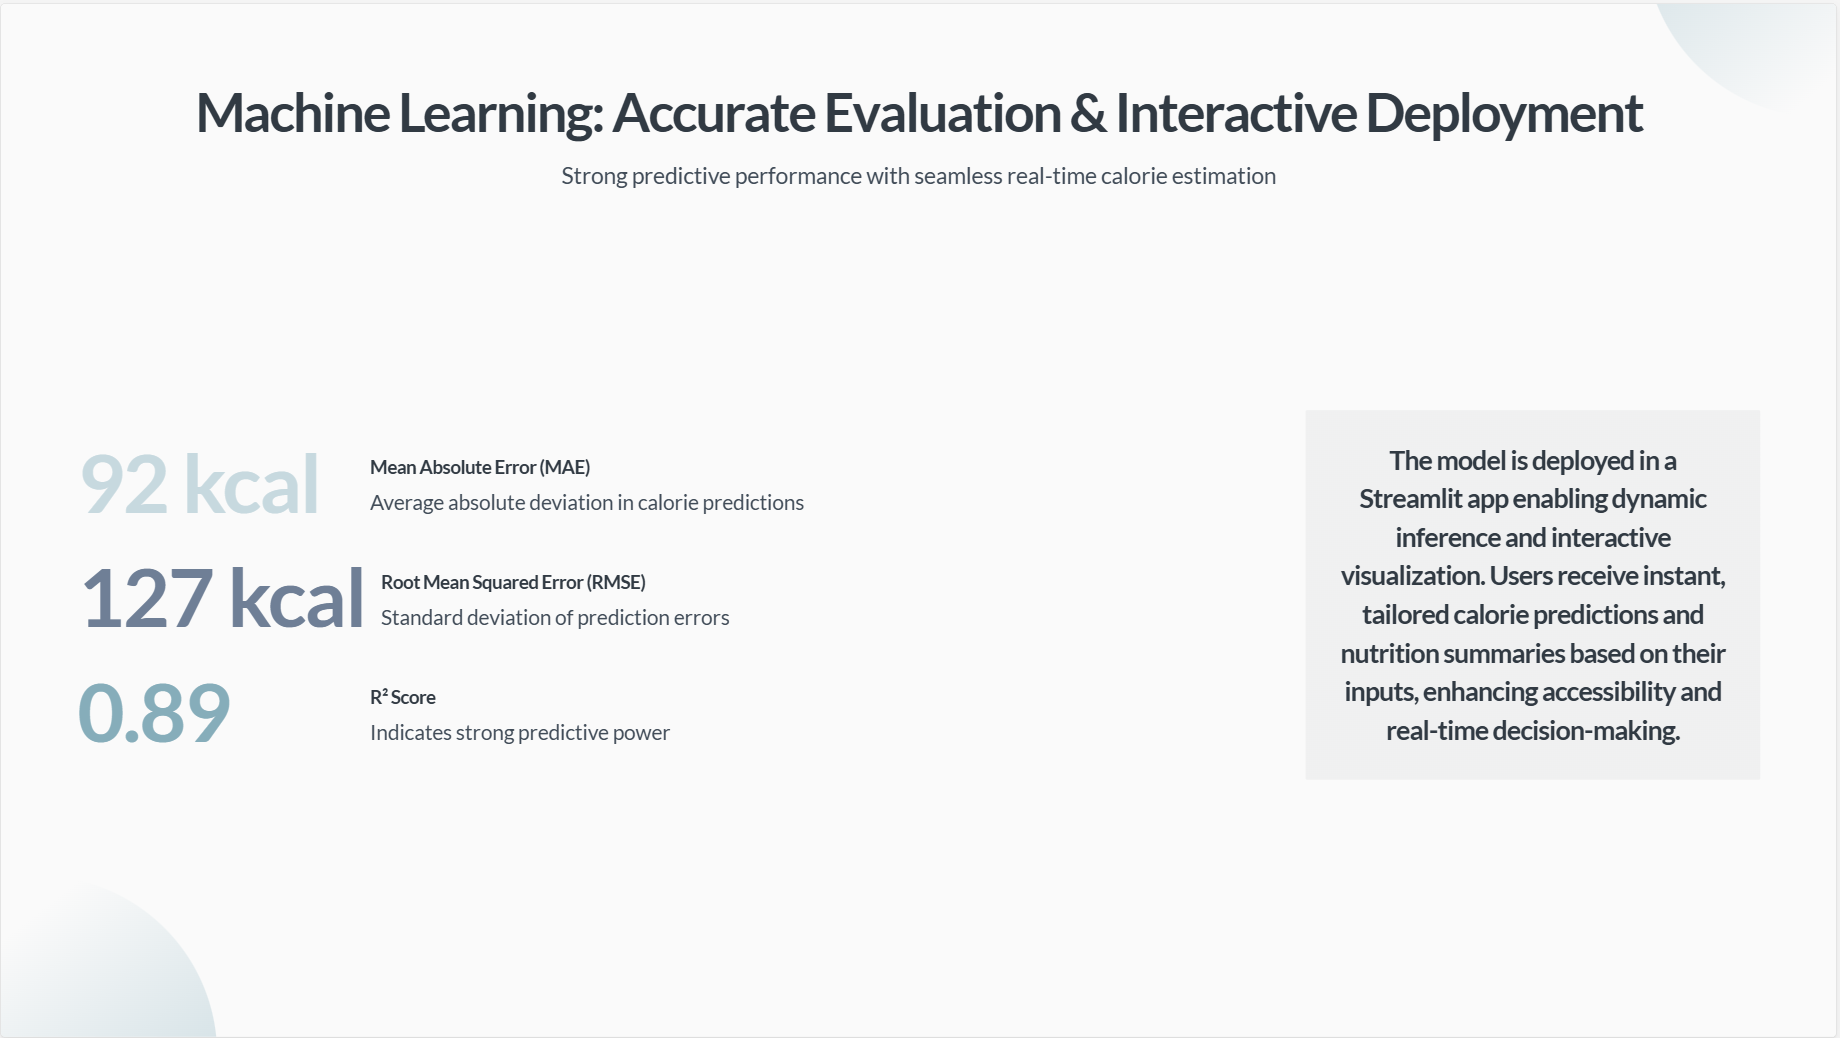 Machine Learning: Accurate Evaluation & Interactive Deployment
Strong predictive performance with seamless real-time calorie estimation
92 kcal
Mean Absolute Error (MAE)
Average absolute deviation in calorie predictions
127 kcal
Root Mean Squared Error (RMSE)
Standard deviation of prediction errors
0.89
R² Score
Indicates strong predictive power
The model is deployed in a
Streamlit app enabling dynamic
inference and interactive
visualization. Users receive instant,
tailored calorie predictions and
nutrition summaries based on their
inputs, enhancing accessibility and
real-time decision-making.